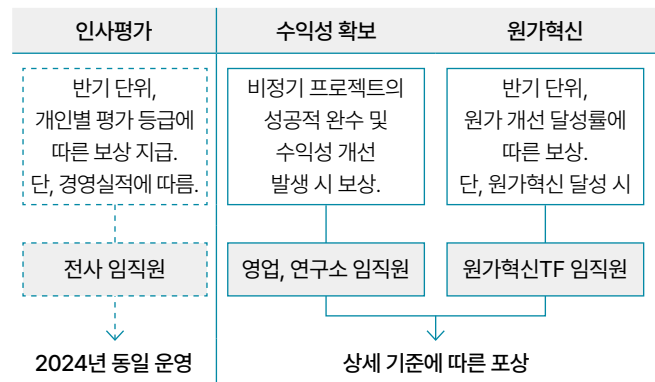 인사평가
수익성 확보
원가혁신
반기 단위,
개인별 평가 등급에
따른 보상 지급.
단, 경영실적에 따름.
비정기 프로젝트의
성공적 완수 및
수익성 개선
발생 시 보상.
반기 단위,
원가 개선 달성률에
따른 보상.
단, 원가혁신 달성 시
전사 임직원
영업, 연구소 임직원
원가혁신TF 임직원
2024년 동일 운영
상세 기준에 따른 포상